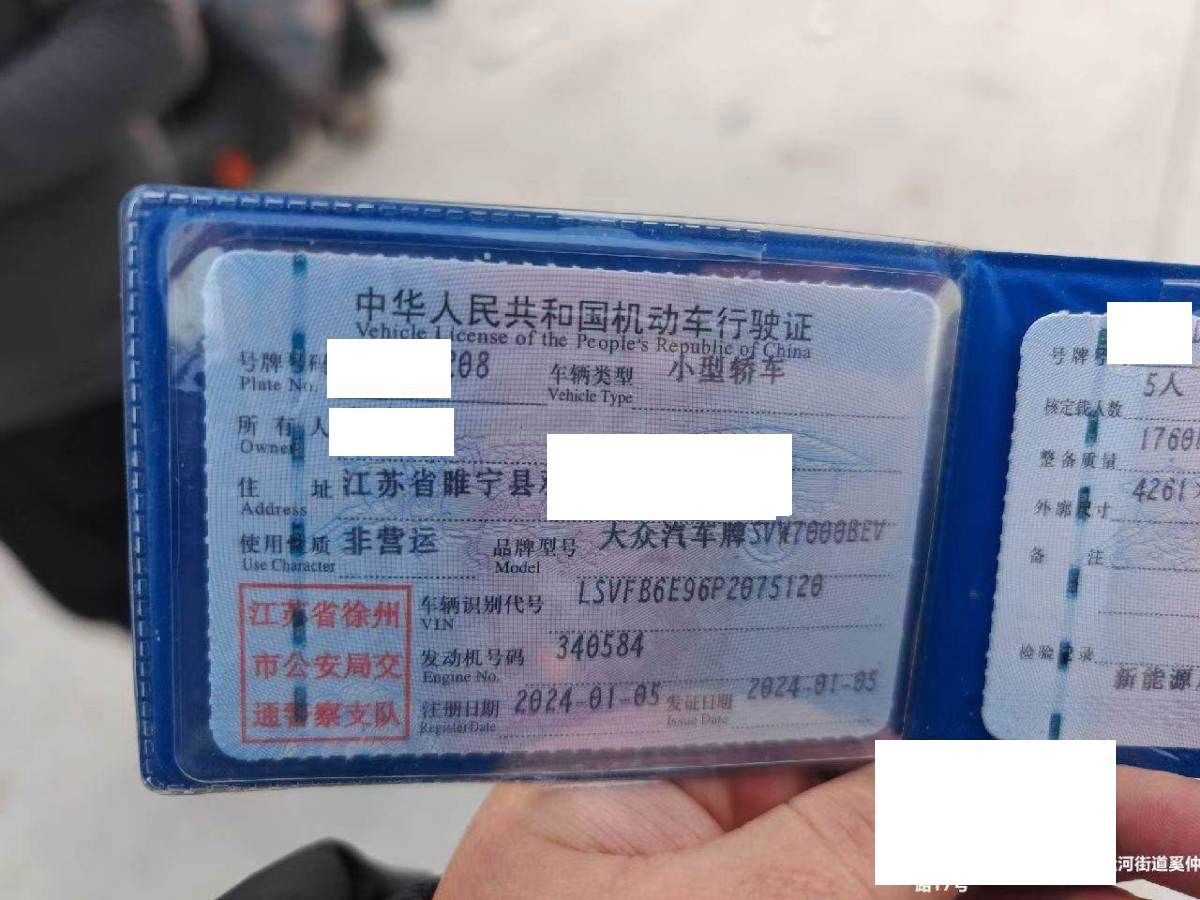 中华人民共和国机动车行驶证
Vehicle License of the People's Republic of China
号牌号码 208 车辆类型 小型轿车
Plate No. Vehicle Type
所有人
Owner
住址 江苏省睢宁县
Address
使用性质 非营运 品牌型号 大众汽车牌SVW7000BEV
Use Character Model
江苏省徐州
市公安局交
通警察支队
车辆识别代号 LSVFB6E96P2075120
VIN
发动机号码 340584
Engine No.
注册日期 2024-01-05 发证日期 2024-01-05
Register Date Issue Date
号牌
核定载人数 5人
整备质量 1760
外廓尺寸 4261
备注
检验记录
新能源
河街道奚仲
路17号